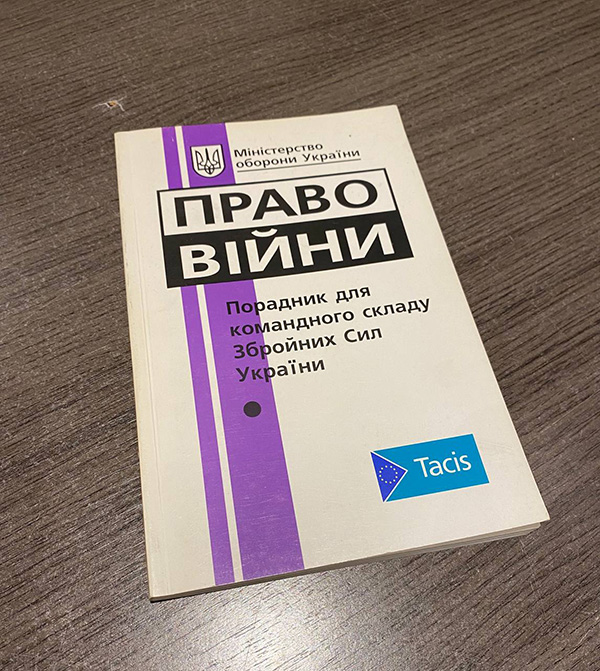 Міністерство
оборони України
ПРАВО
ВІЙНИ
Порадник для
командного складу
Збройних Сил
України
Tacis